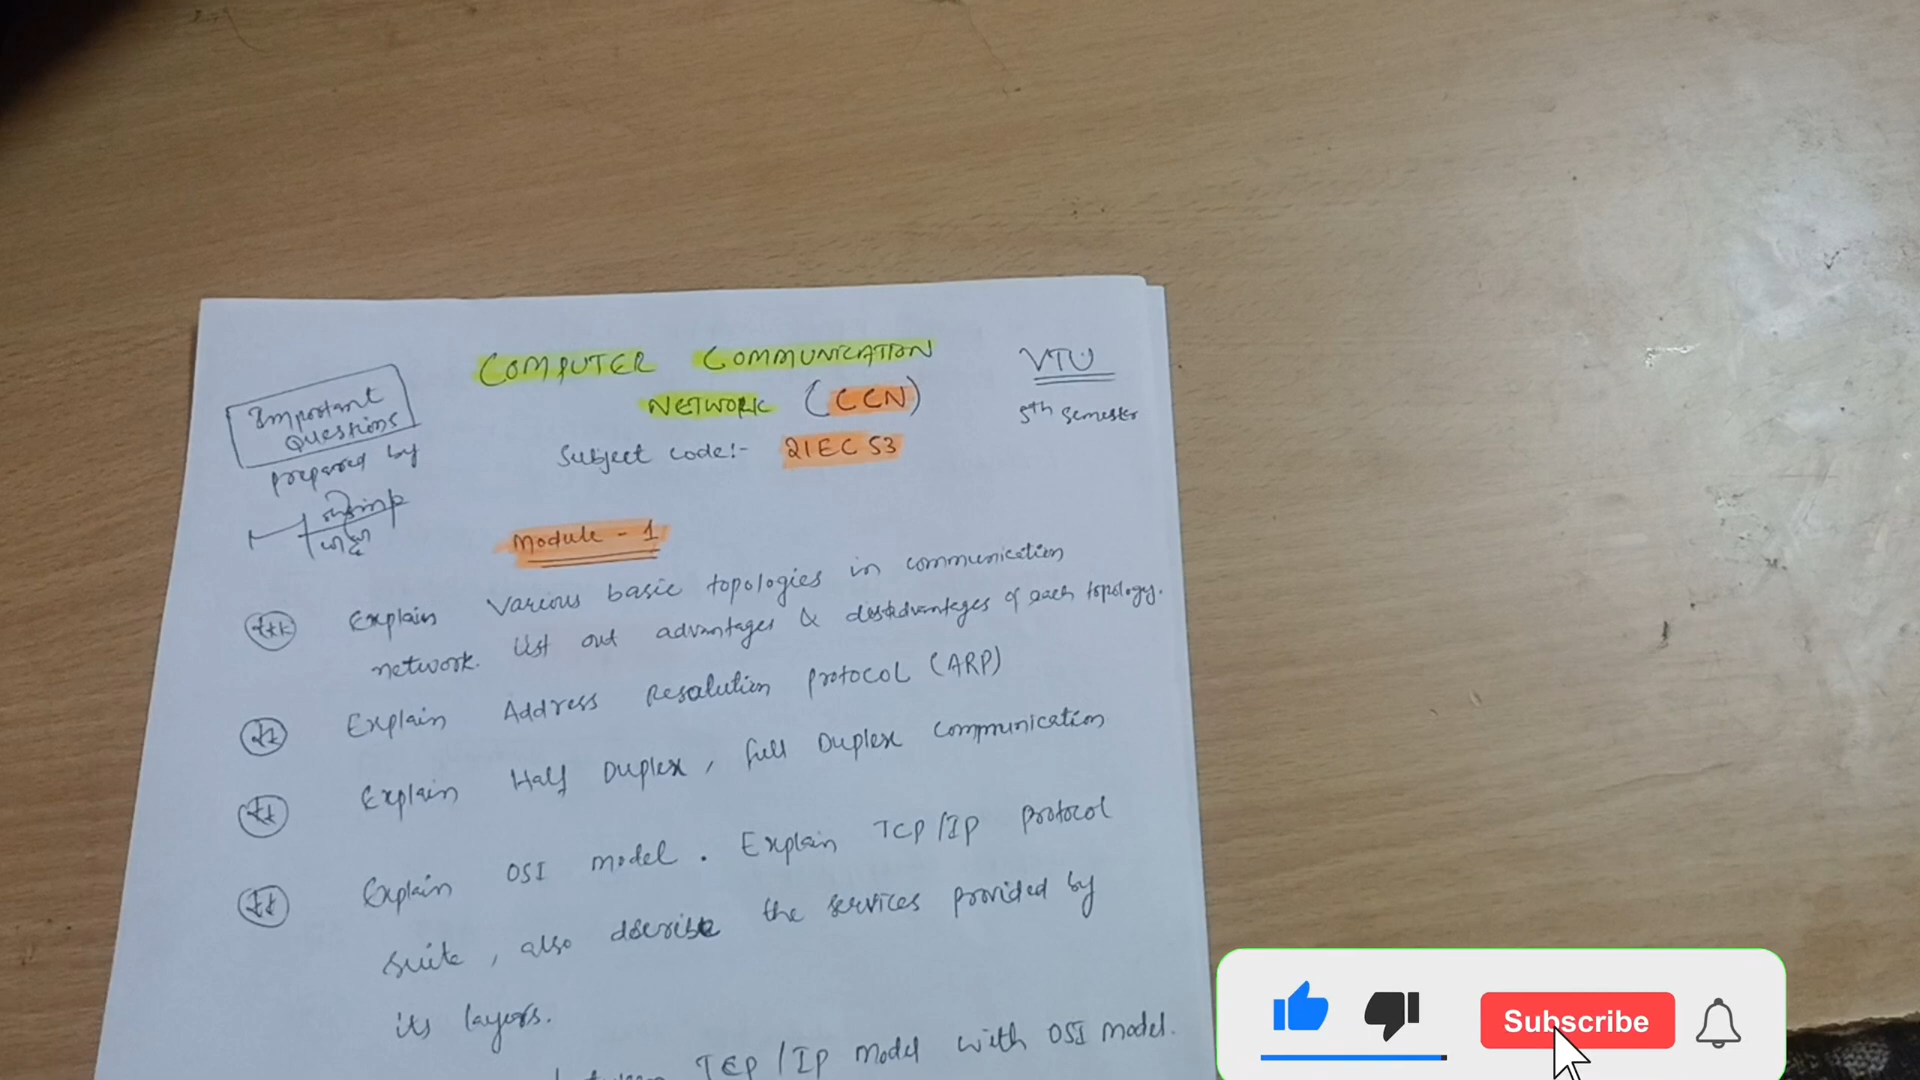 COMPUTER COMMUNICATION
NETWORK (CCN)
VTU
5th semester
Subject code:- 21EC53
Important
Questions
prepared by
Module - 1
Explain various basic topologies in communication
network. List out advantages & disadvantages of each topology.
Explain Address Resolution protocol (ARP)
Explain Half Duplex, full Duplex communication
Explain OSI model. Explain TCP/IP protocol
suite, also describe the services provided by
its layers.
TCP/IP model with OSI model.
Subscribe